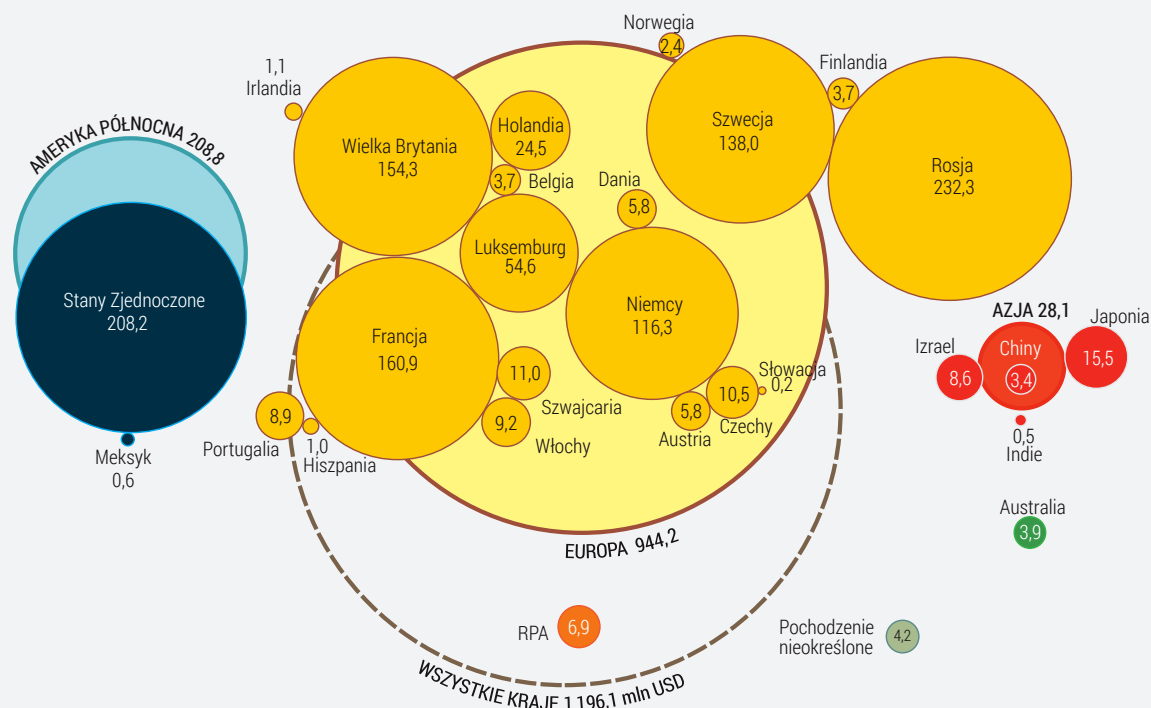 AMERYKA PÓŁNOCNA 208,8
Stany Zjednoczone
208,2
Meksyk
0,6
1,1
Irlandia
Wielka Brytania
154,3
Holandia
24,5
3,7 Belgia
Luksemburg
54,6
Dania
5,8
Norwegia
2,4
Szwecja
138,0
Finlandia
3,7
Rosja
232,3
Niemcy
116,3
Francja
160,9
11,0
Szwajcaria
9,2
Włochy
8,9
Portugalia
1,0
Hiszpania
5,8
Austria
10,5
Czechy
Słowacja
0,2
EUROPA 944,2
AZJA 28,1
Izrael
8,6
Chiny
3,4
Japonia
15,5
0,5
Indie
Australia
3,9
RPA
6,9
Pochodzenie
nieokreślone
4,2
WSZYSTKIE KRAJE 1 196,1 mln USD